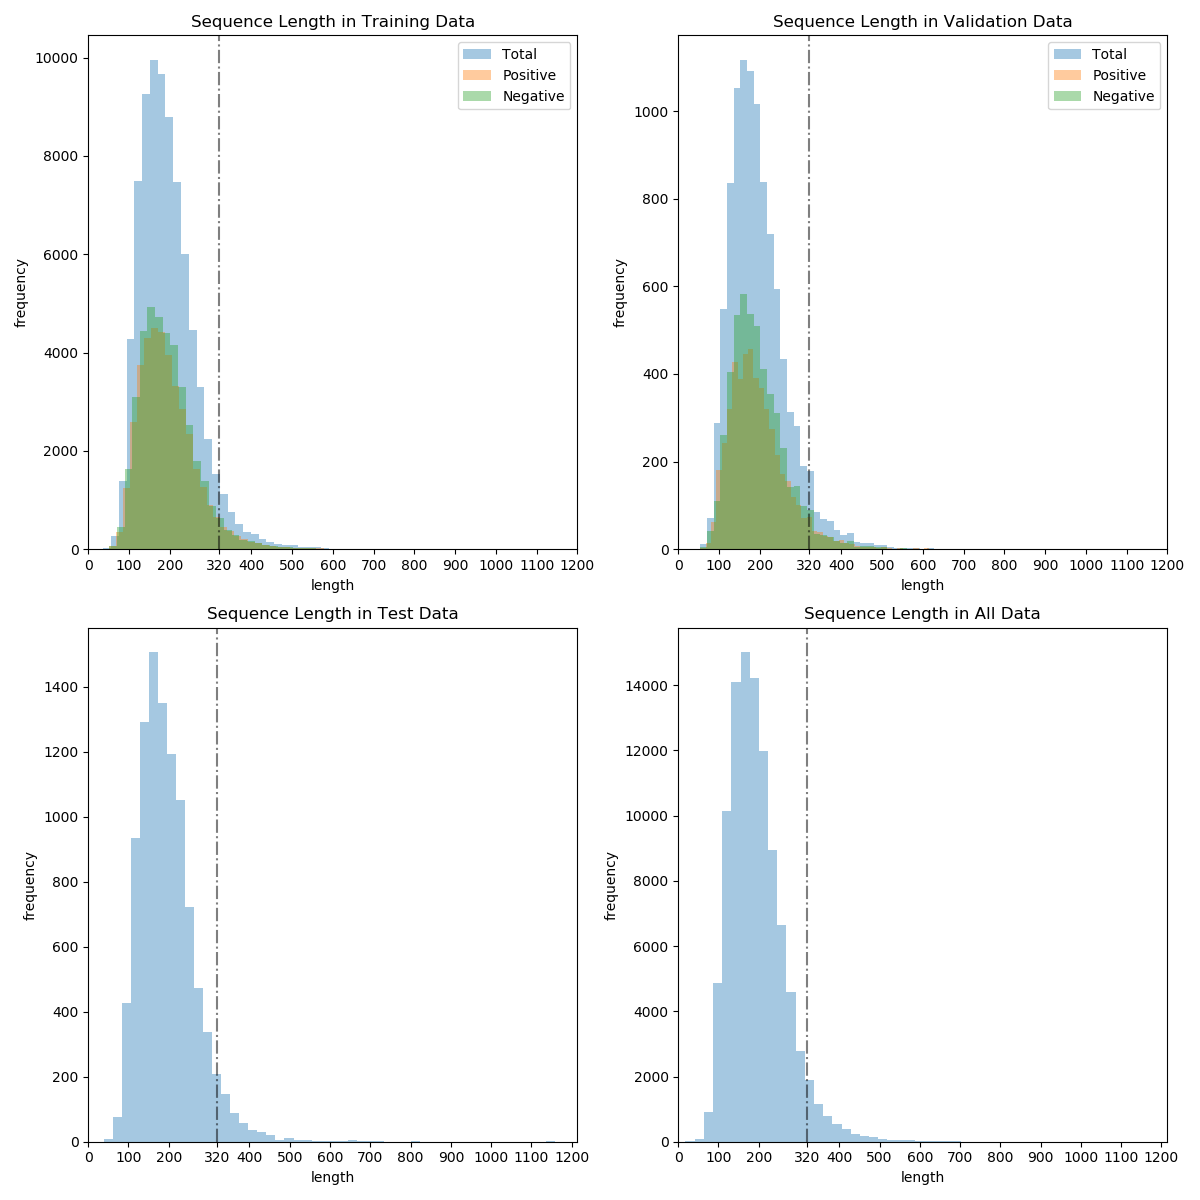 Sequence Length in Training Data
10000
8000
6000
4000
2000
0
frequency
Total
Positive
Negative
0 100 200 320 400 500 600 700 800 900 1000 1100 1200
length
Sequence Length in Validation Data
1000
800
600
400
200
0
frequency
Total
Positive
Negative
0 100 200 320 400 500 600 700 800 900 1000 1100 1200
length
Sequence Length in Test Data
1400
1200
1000
800
600
400
200
0
frequency
0 100 200 320 400 500 600 700 800 900 1000 1100 1200
length
Sequence Length in All Data
14000
12000
10000
8000
6000
4000
2000
0
frequency
0 100 200 320 400 500 600 700 800 900 1000 1100 1200
length